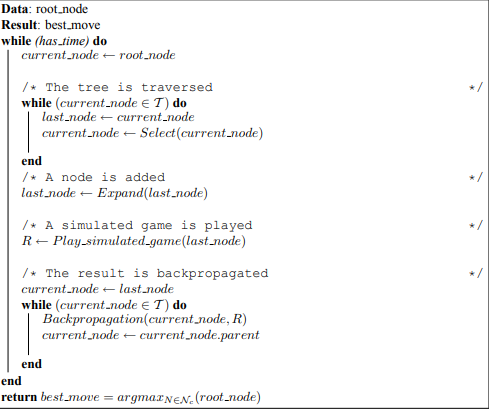 Data: root_node
Result: best_move
while (has_time) do
current_node ← root_node
/* The tree is traversed */
while (current_node ∈ 𝒯) do
last_node ← current_node
current_node ← Select(current_node)
end
/* A node is added */
last_node ← Expand(last_node)
/* A simulated game is played */
R ← Play_simulated_game(last_node)
/* The result is backpropagated */
current_node ← last_node
while (current_node ∈ 𝒯) do
Backpropagation(current_node, R)
current_node ← current_node.parent
end
end
return best_move = argmax_{N∈𝒩_c}(root_node)